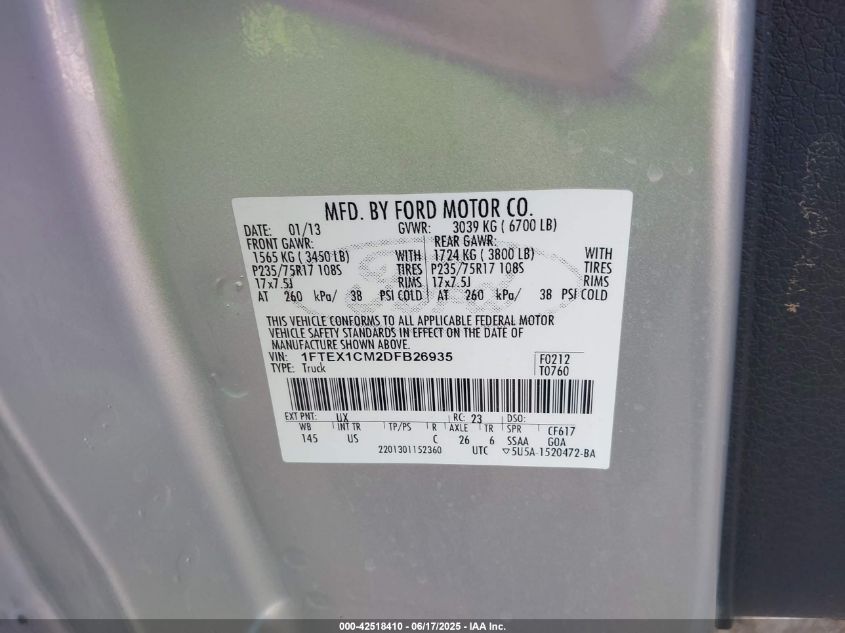 MFD. BY FORD MOTOR CO.
DATE: 01/13 GVWR: 3039 KG ( 6700 LB)
FRONT GAWR: REAR GAWR:
1565 KG ( 3450 LB) WITH 1724 KG ( 3800 LB) WITH
P235/75R17 108S TIRES P235/75R17 108S TIRES
17x7.5J RIMS 17x7.5J RIMS
AT 260 kPa/ 38 PSI COLD AT 260 kPa/ 38 PSI COLD
THIS VEHICLE CONFORMS TO ALL APPLICABLE FEDERAL MOTOR
VEHICLE SAFETY STANDARDS IN EFFECT ON THE DATE OF
MANUFACTURE SHOWN ABOVE.
VIN: 1FTEX1CM2DFB26935 F0212
TYPE: Truck T0760
EXT PNT: UX RC: 23 DSO:
WB INT TR TP/PS R AXLE TR SPR CF617
145 US C 26 6 SSAA GOA
2201301152360 UTC ▽5U5A-1520472-BA
000-42518410 - 06/17/2025 - IAA Inc.